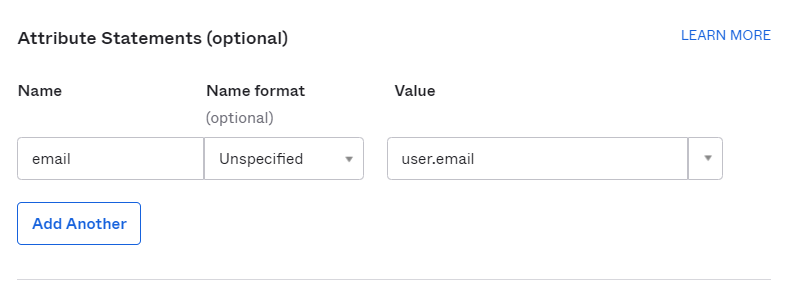 Attribute Statements (optional)
LEARN MORE
Name
Name format
(optional)
Value
email
Unspecified
user.email
Add Another